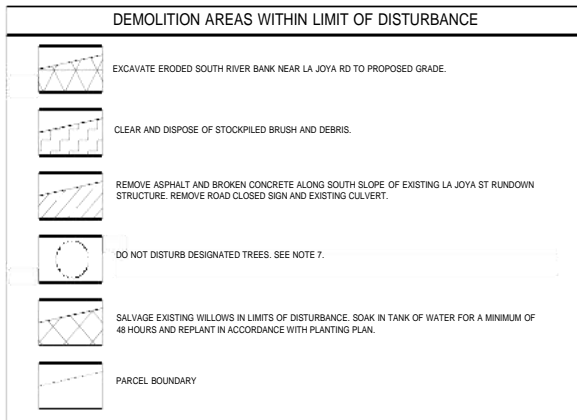 DEMOLITION AREAS WITHIN LIMIT OF DISTURBANCE
EXCAVATE ERODED SOUTH RIVER BANK NEAR LA JOYA RD TO PROPOSED GRADE.
CLEAR AND DISPOSE OF STOCKPILED BRUSH AND DEBRIS.
REMOVE ASPHALT AND BROKEN CONCRETE ALONG SOUTH SLOPE OF EXISTING LA JOYA ST RUNDOWN
STRUCTURE. REMOVE ROAD CLOSED SIGN AND EXISTING CULVERT.
DO NOT DISTURB DESIGNATED TREES. SEE NOTE 7.
SALVAGE EXISTING WILLOWS IN LIMITS OF DISTURBANCE. SOAK IN TANK OF WATER FOR A MINIMUM OF
48 HOURS AND REPLANT IN ACCORDANCE WITH PLANTING PLAN.
PARCEL BOUNDARY